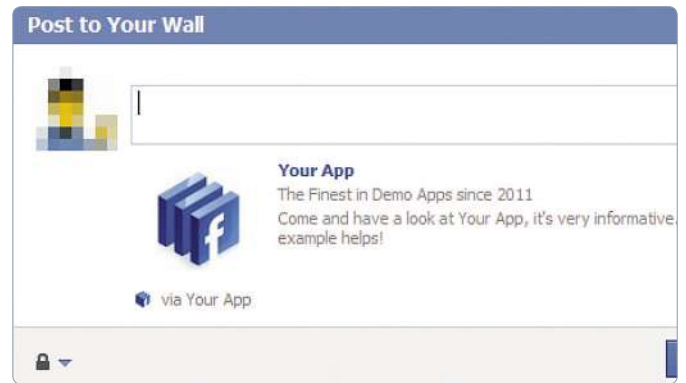 Post to Your Wall
Your App
The Finest in Demo Apps since 2011
Come and have a look at Your App, it's very informative.
example helps!
via Your App